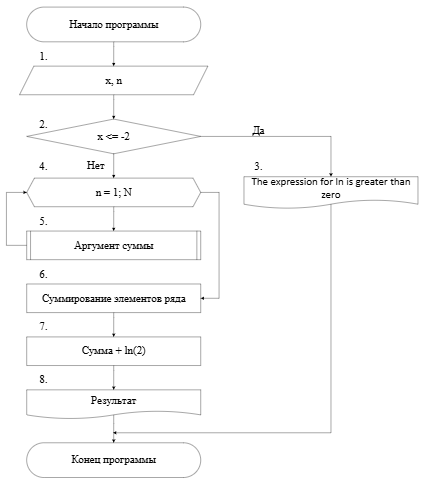 Начало программы
1.
x, n
2.
x <= -2
Да
Нет
3.
The expression for ln is greater than
zero
4.
n = 1; N
5.
Аргумент суммы
6.
Суммирование элементов ряда
7.
Сумма + ln(2)
8.
Результат
Конец программы